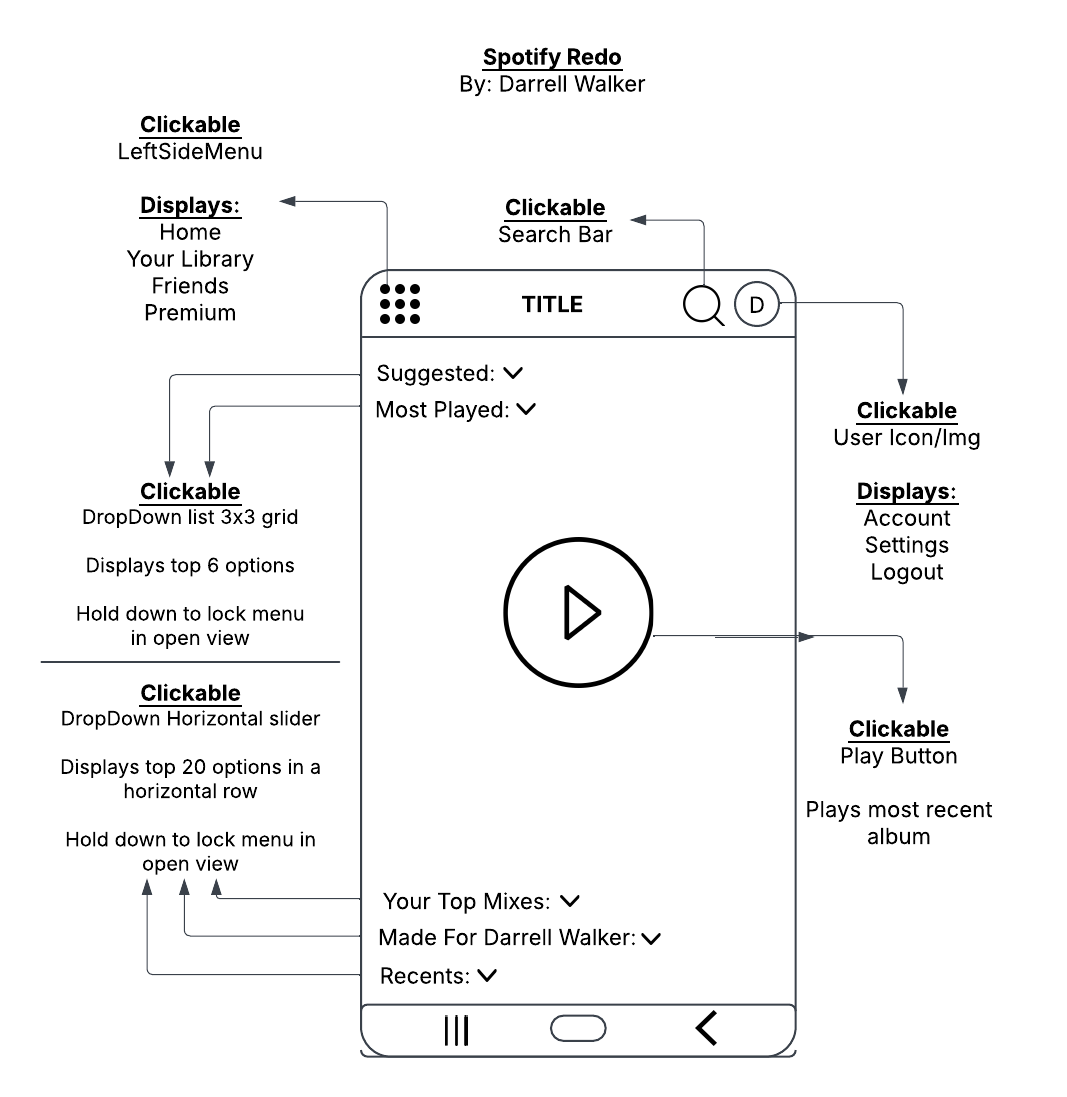 Spotify Redo
By: Darrell Walker
Clickable
LeftSideMenu
Displays:
Home
Your Library
Friends
Premium
Clickable
Search Bar
TITLE
D
Suggested:
Most Played:
Clickable
User Icon/Img
Displays:
Account
Settings
Logout
Clickable
DropDown list 3x3 grid
Displays top 6 options
Hold down to lock menu
in open view
Clickable
DropDown Horizontal slider
Displays top 20 options in a
horizontal row
Hold down to lock menu in
open view
Clickable
Play Button
Plays most recent
album
Your Top Mixes:
Made For Darrell Walker:
Recents: